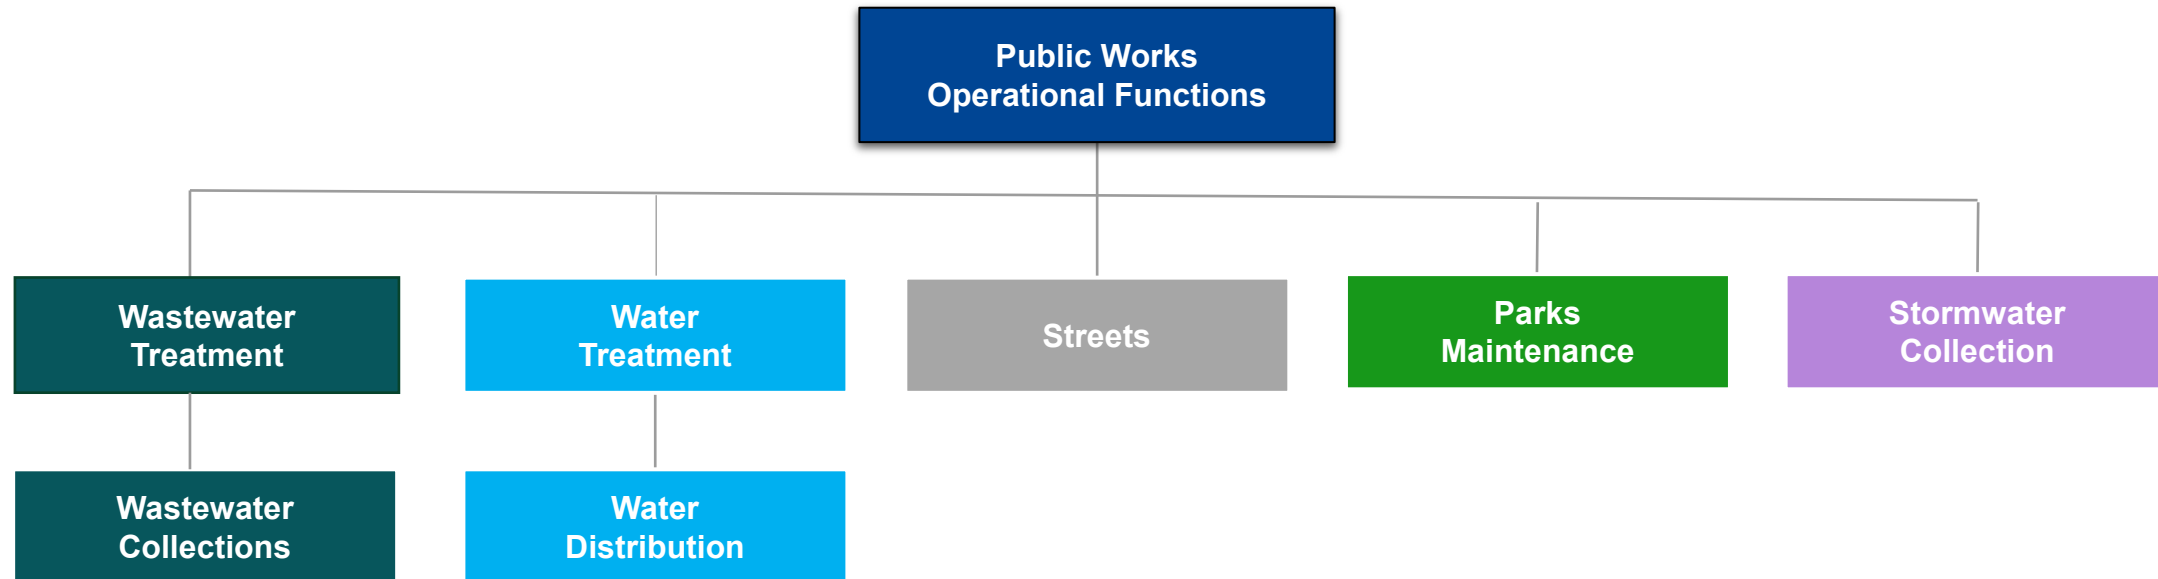 Public Works
Operational Functions
Wastewater
Treatment
Water
Treatment
Streets
Parks
Maintenance
Stormwater
Collection
Wastewater
Collections
Water
Distribution